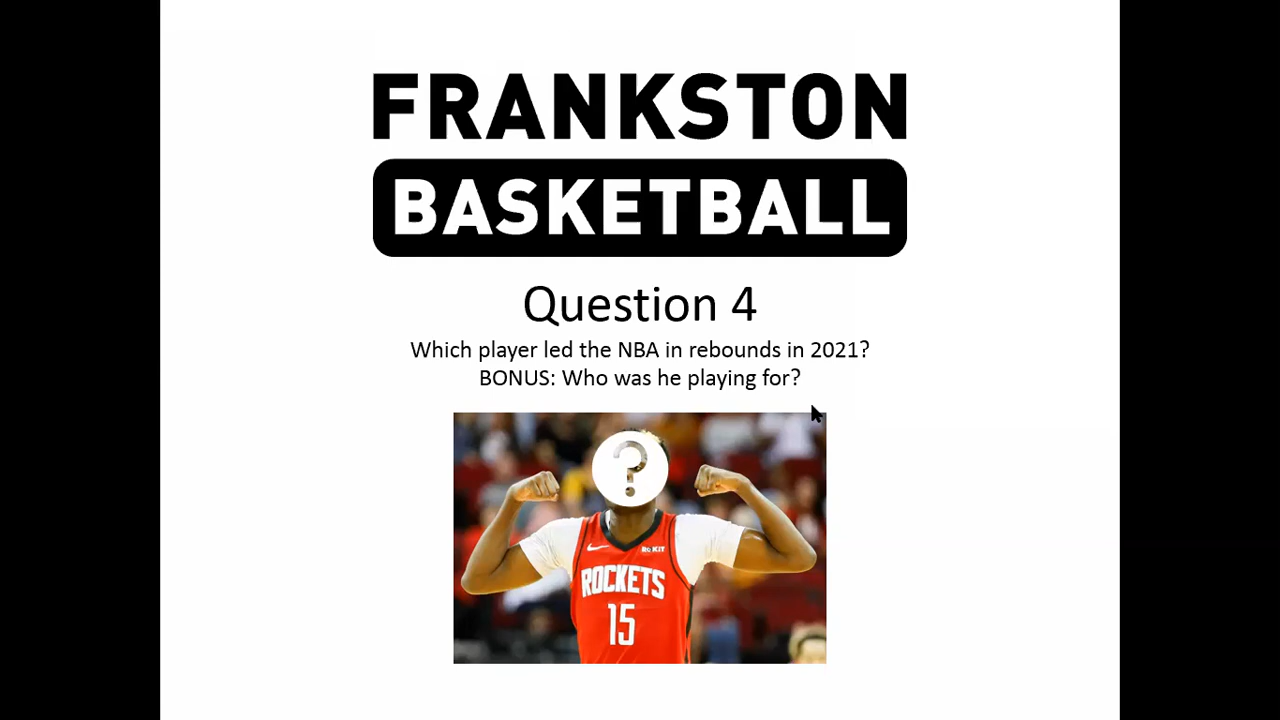 FRANKSTON
BASKETBALL
Question 4
Which player led the NBA in rebounds in 2021?
BONUS: Who was he playing for?
?
ROKIT
ROCKETS
15